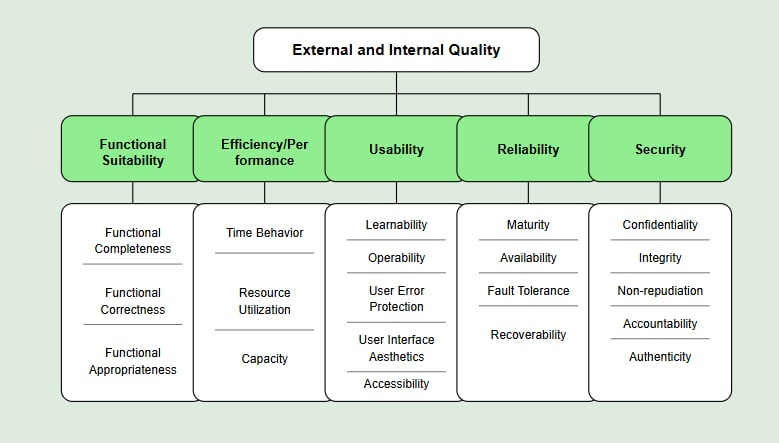 External and Internal Quality
Functional
Suitability
Efficiency/Per
formance
Usability
Reliability
Security
Functional
Completeness
Functional
Correctness
Functional
Appropriateness
Time Behavior
Resource
Utilization
Capacity
Learnability
Operability
User Error
Protection
User Interface
Aesthetics
Accessibility
Maturity
Availability
Fault Tolerance
Recoverability
Confidentiality
Integrity
Non-repudiation
Accountability
Authenticity